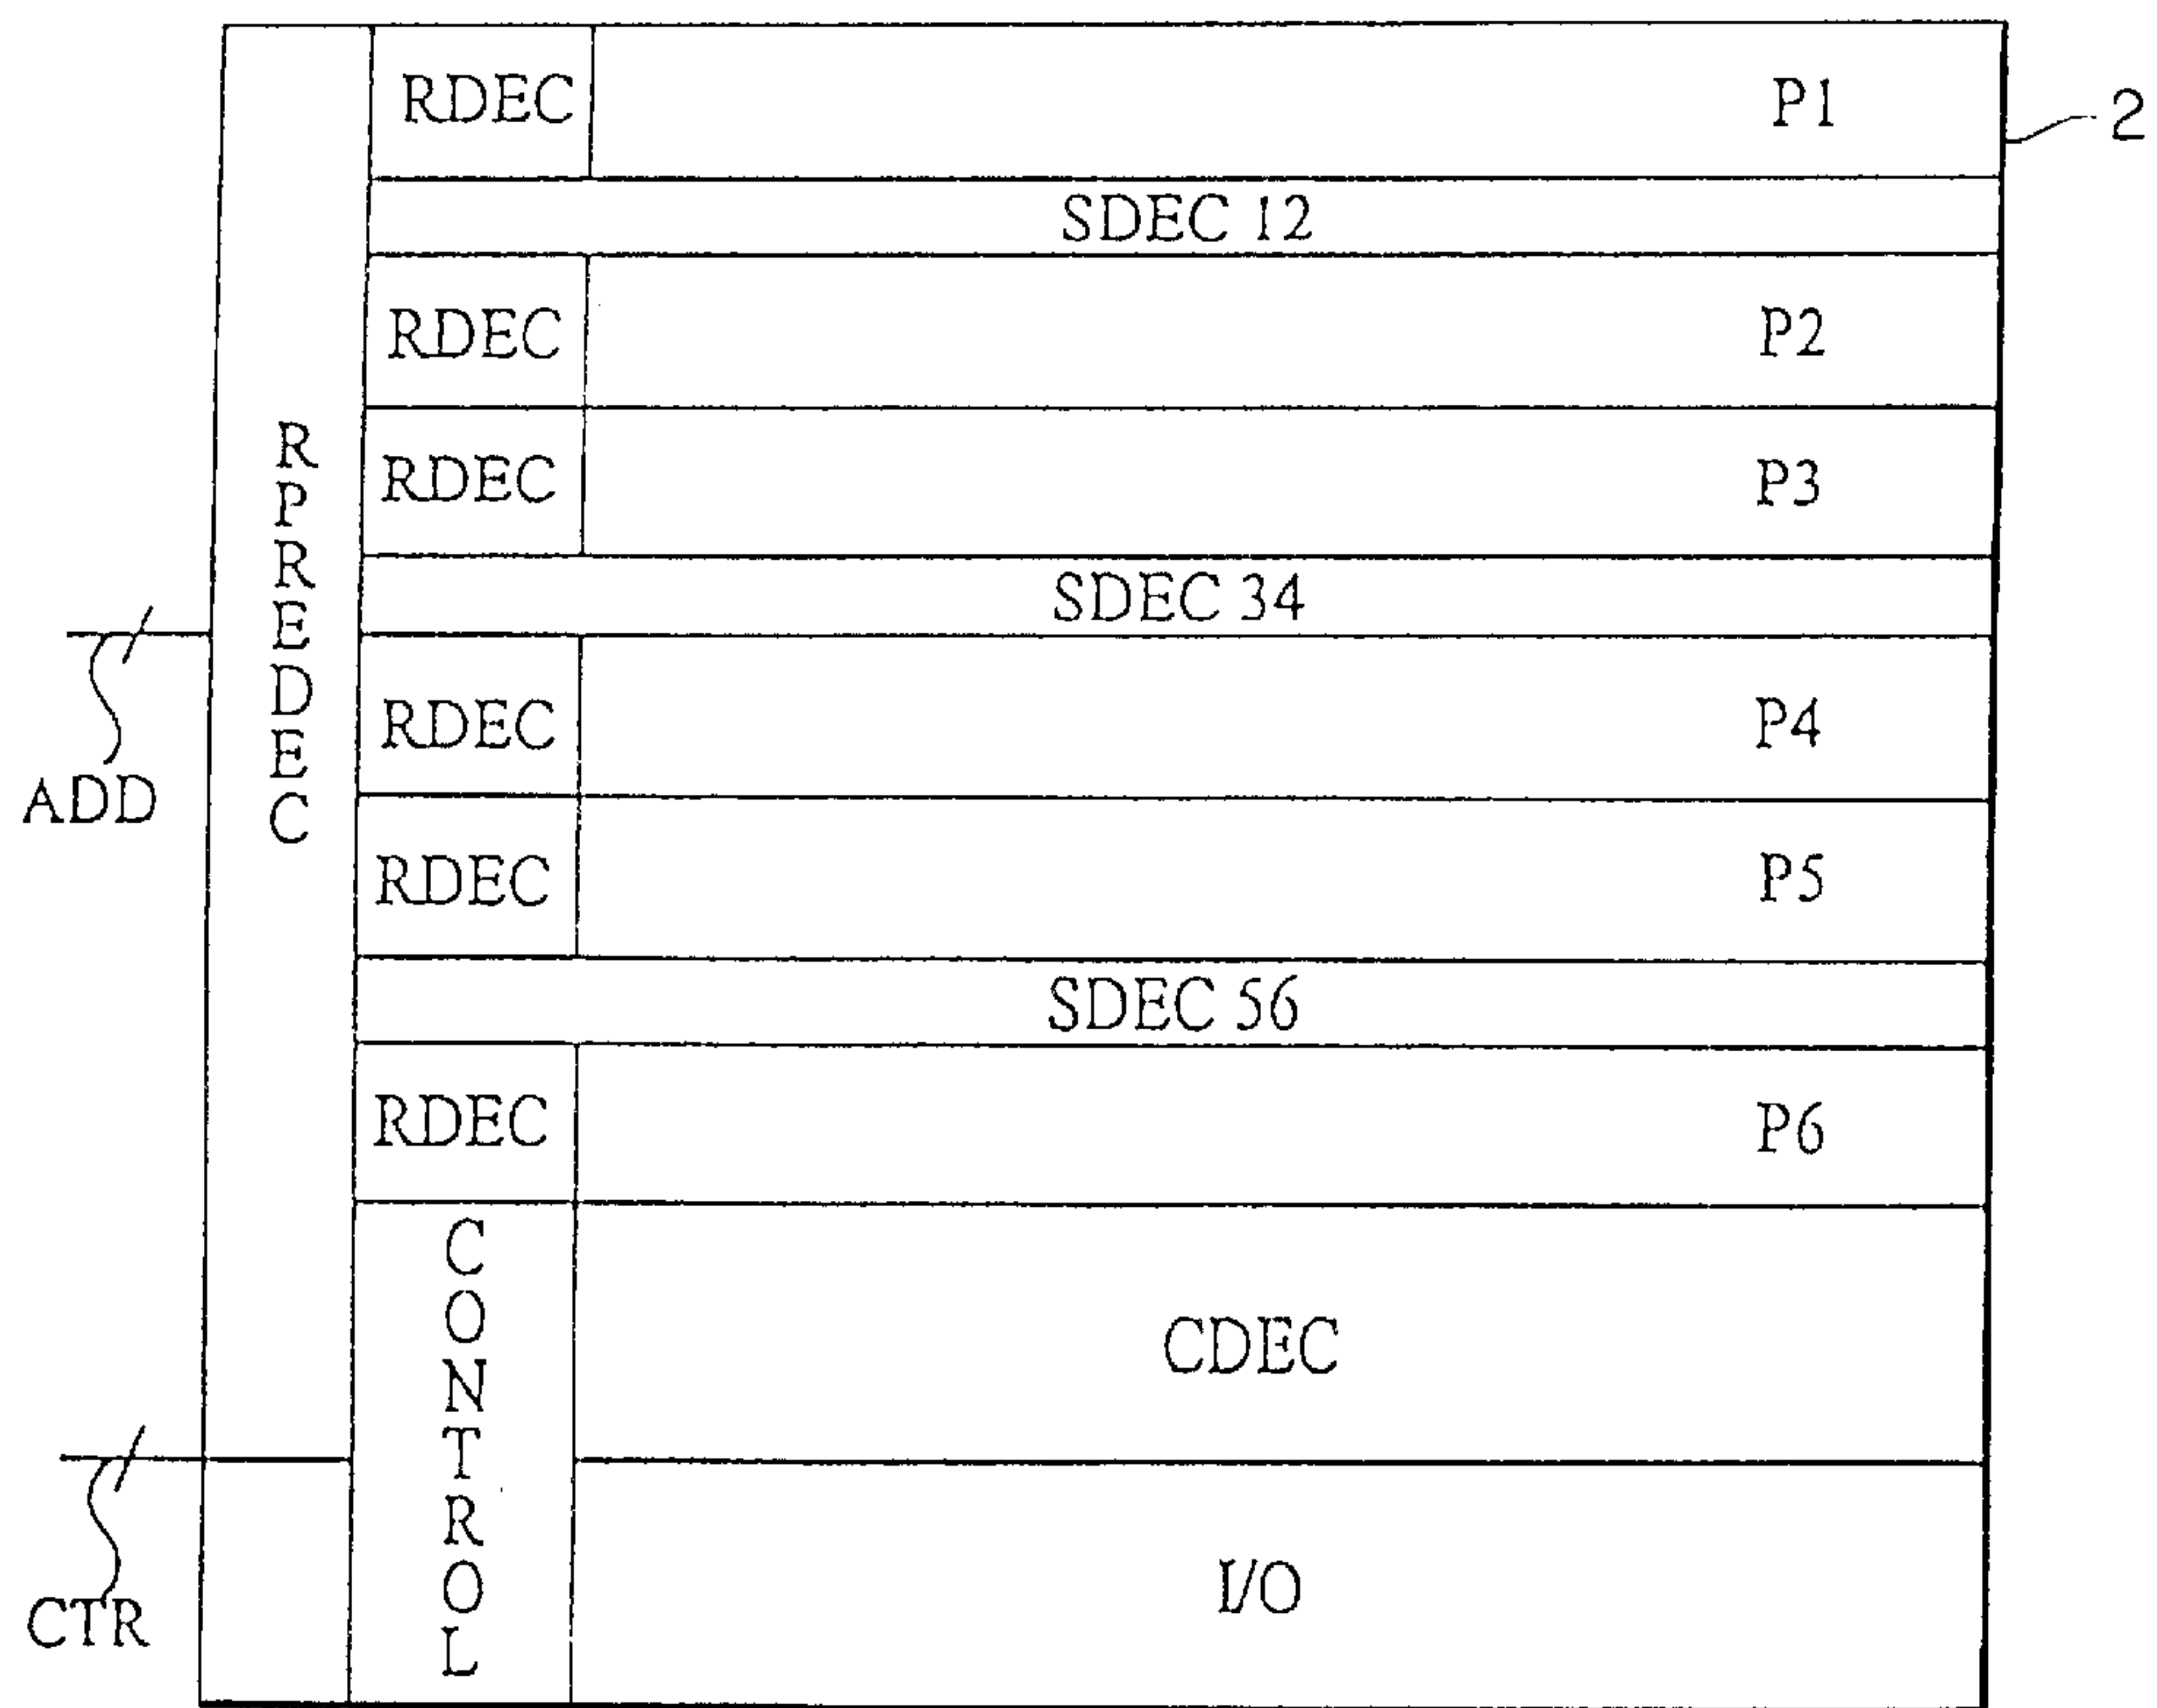 RDEC P1
2
SDEC 12
RDEC P2
RPREDEC
RDEC P3
SDEC 34
ADD
RDEC P4
RDEC P5
SDEC 56
RDEC P6
CONTROL
CDEC
CTR
I/O